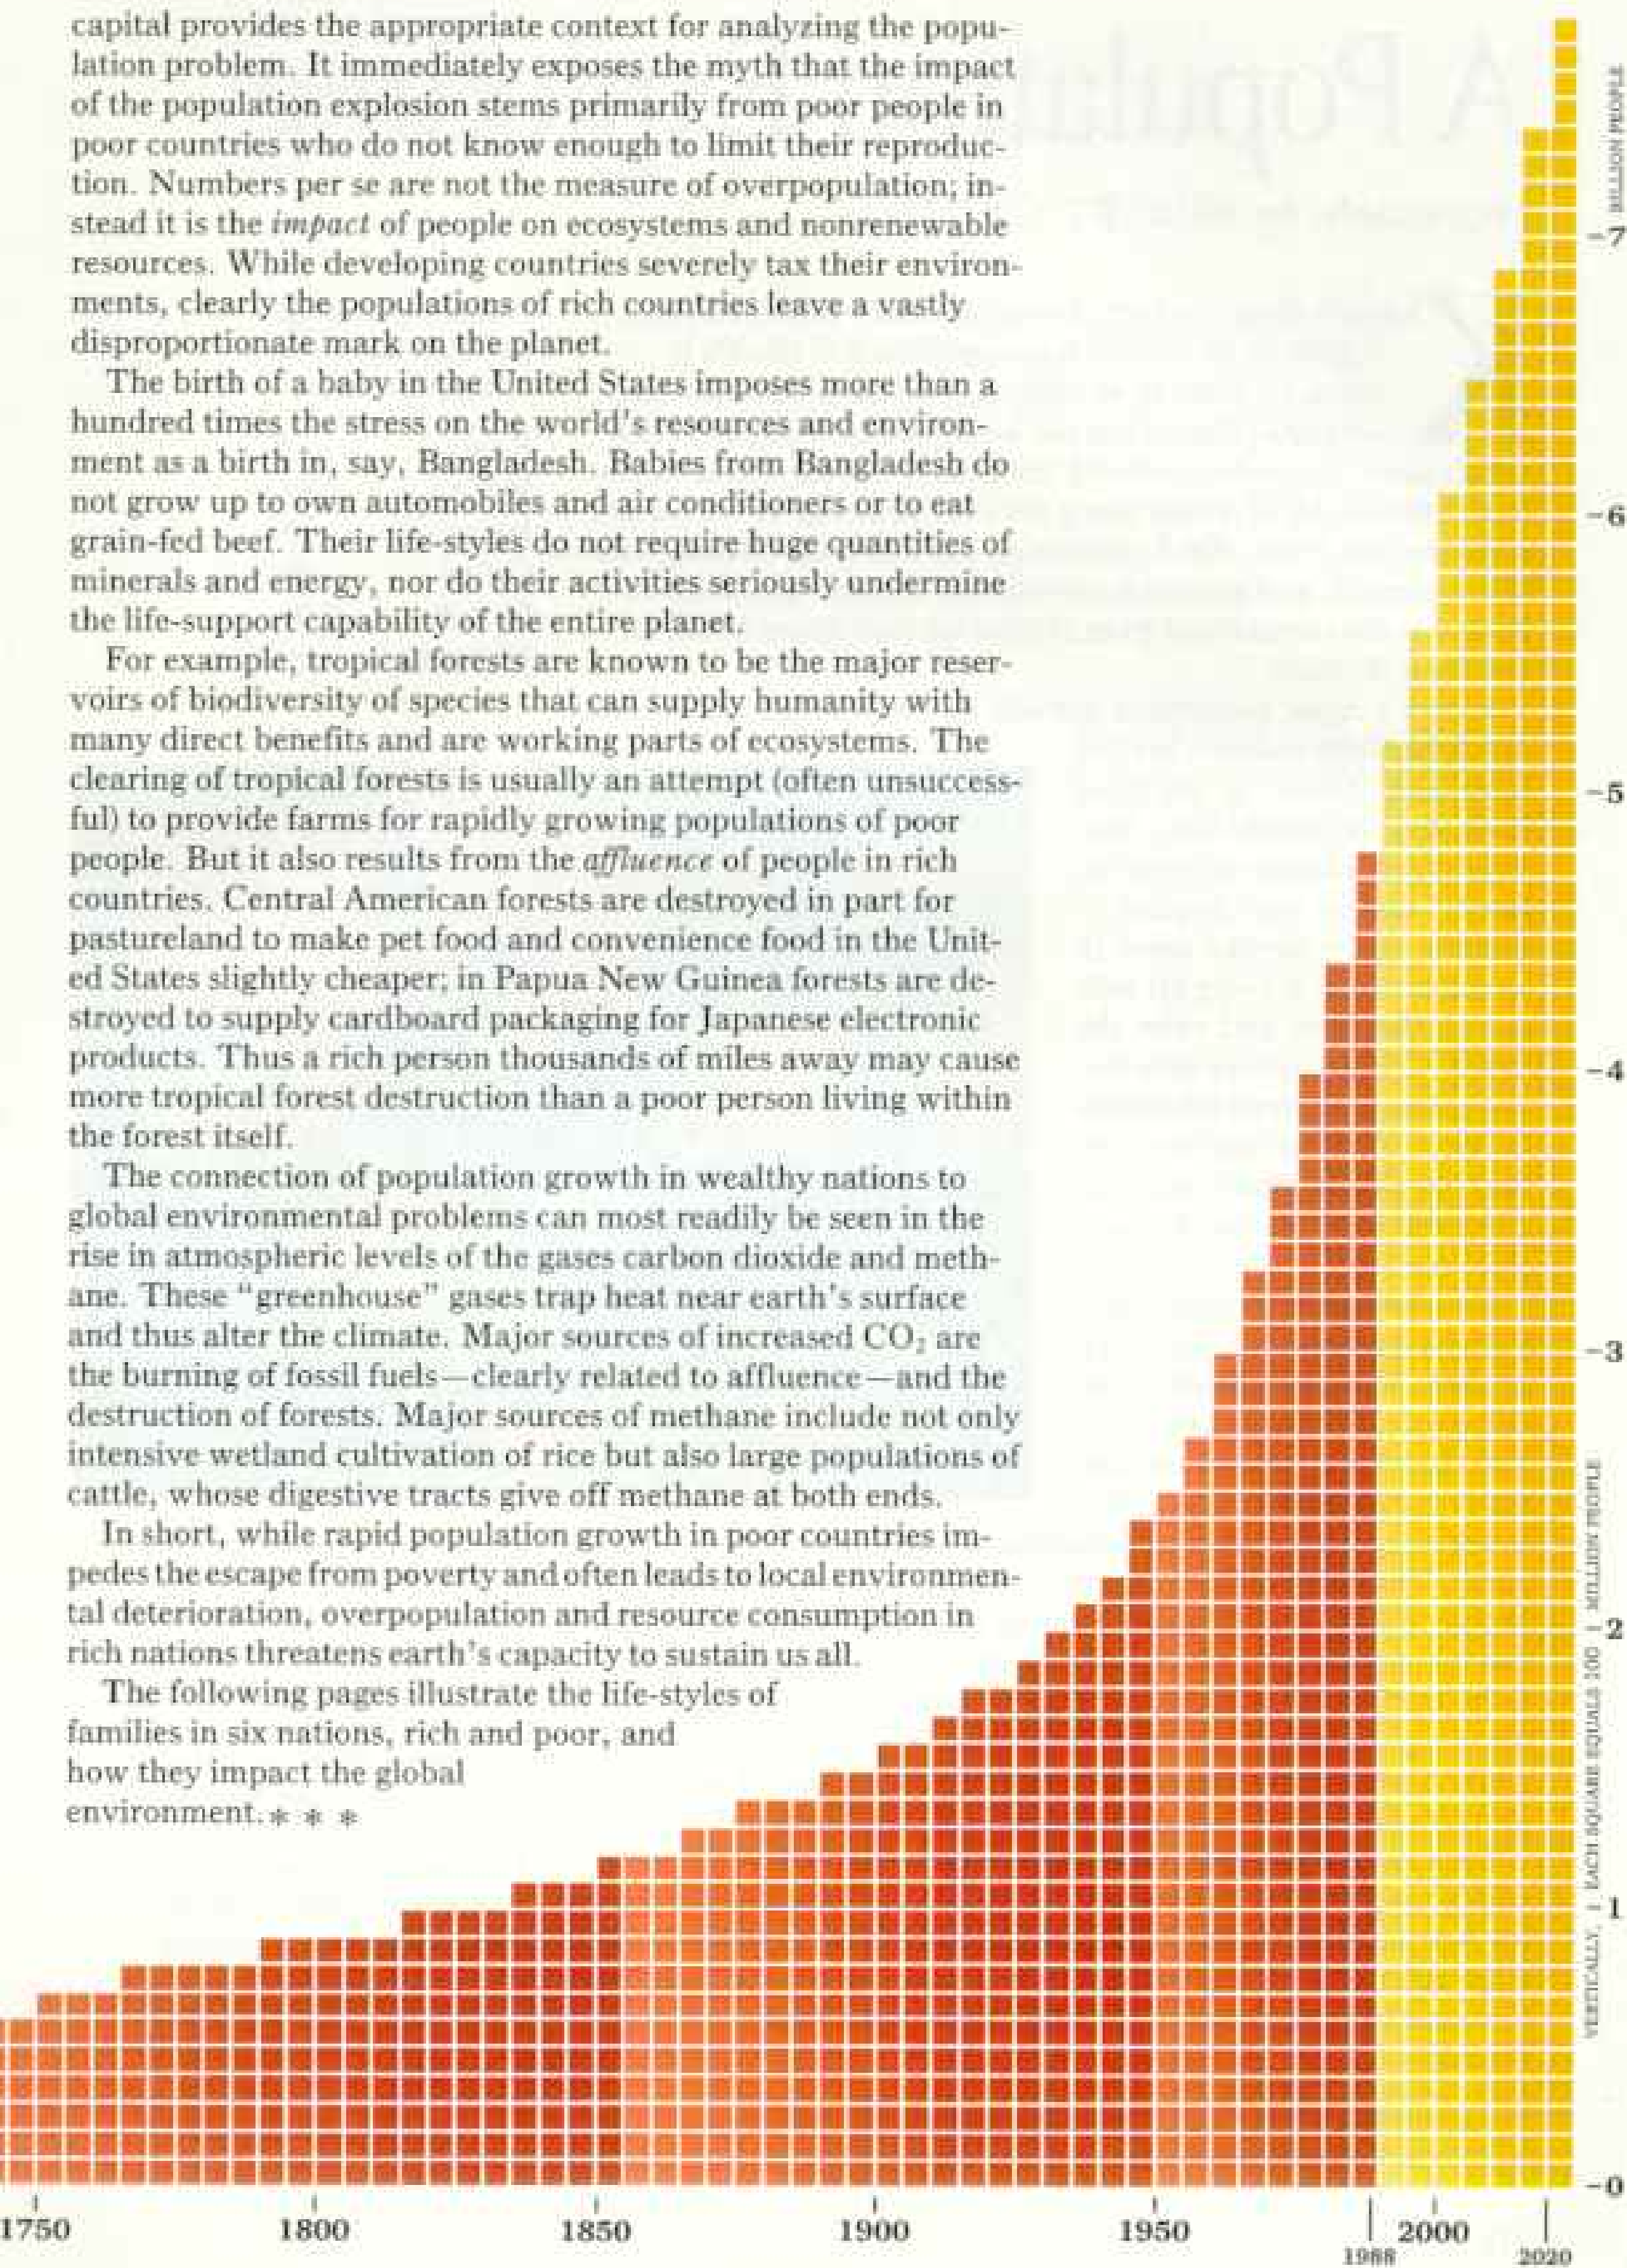 capital provides the appropriate context for analyzing the popu-
lation problem. It immediately exposes the myth that the impact
of the population explosion stems primarily from poor people in
poor countries who do not know enough to limit their reproduc-
tion. Numbers per se are not the measure of overpopulation; in-
stead it is the impact of people on ecosystems and nonrenewable
resources. While developing countries severely tax their environ-
ments, clearly the populations of rich countries leave a vastly
disproportionate mark on the planet.
The birth of a baby in the United States imposes more than a
hundred times the stress on the world's resources and environ-
ment as a birth in, say, Bangladesh. Babies from Bangladesh do
not grow up to own automobiles and air conditioners or to eat
grain-fed beef. Their life-styles do not require huge quantities of
minerals and energy, nor do their activities seriously undermine
the life-support capability of the entire planet.
For example, tropical forests are known to be the major reser-
voirs of biodiversity of species that can supply humanity with
many direct benefits and are working parts of ecosystems. The
clearing of tropical forests is usually an attempt (often unsuccess-
ful) to provide farms for rapidly growing populations of poor
people. But it also results from the affluence of people in rich
countries. Central American forests are destroyed in part for
pastureland to make pet food and convenience food in the Unit-
ed States slightly cheaper; in Papua New Guinea forests are de-
stroyed to supply cardboard packaging for Japanese electronic
products. Thus a rich person thousands of miles away may cause
more tropical forest destruction than a poor person living within
the forest itself.
The connection of population growth in wealthy nations to
global environmental problems can most readily be seen in the
rise in atmospheric levels of the gases carbon dioxide and meth-
ane. These "greenhouse" gases trap heat near earth's surface
and thus alter the climate. Major sources of increased CO₂ are
the burning of fossil fuels—clearly related to affluence—and the
destruction of forests. Major sources of methane include not only
intensive wetland cultivation of rice but also large populations of
cattle, whose digestive tracts give off methane at both ends.
In short, while rapid population growth in poor countries im-
pedes the escape from poverty and often leads to local environmen-
tal deterioration, overpopulation and resource consumption in
rich nations threatens earth's capacity to sustain us all.
The following pages illustrate the life-styles of
families in six nations, rich and poor, and
how they impact the global
environment. * * *
BILLION PEOPLE
-7
-6
-5
-4
-3
2
1
-0
VERTICALLY, 1 EACH SQUARE EQUALS 100 1 MILLION PEOPLE
1750 1800 1850 1900 1950 2000
1988 2020